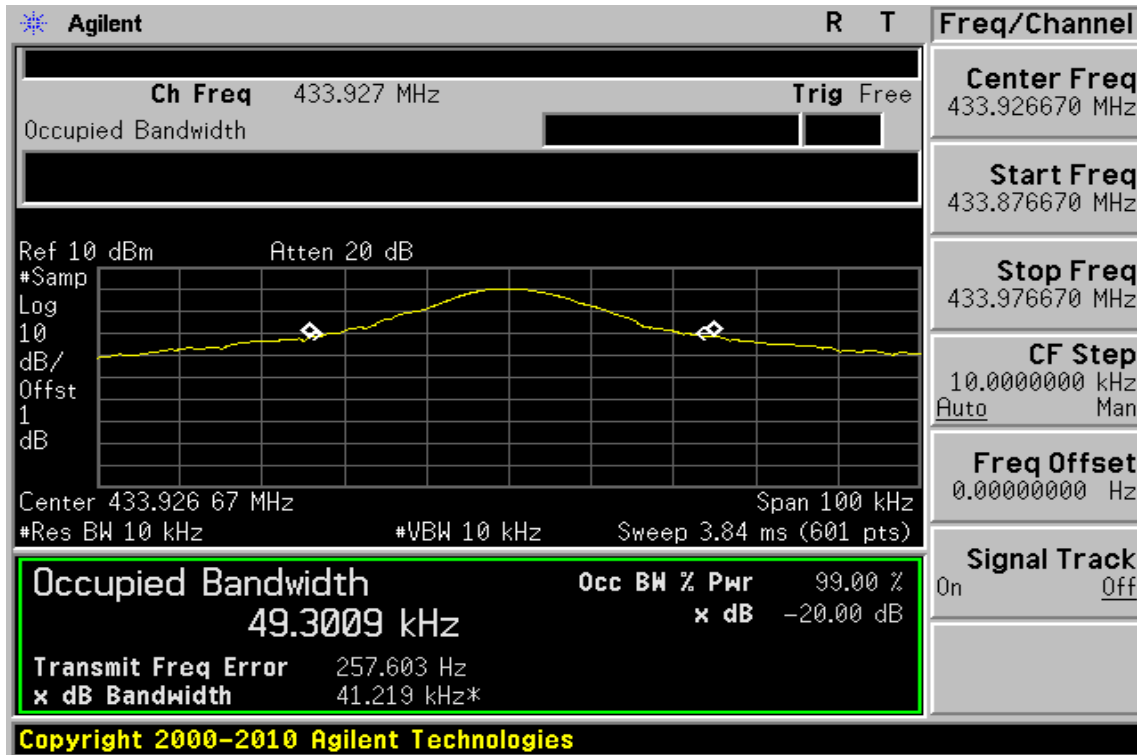 Agilent R T
Ch Freq 433.927 MHz Trig Free
Occupied Bandwidth
Ref 10 dBm Atten 20 dB
#Samp
Log
10
dB/
Offst
1
dB
Center 433.926 67 MHz Span 100 kHz
#Res BW 10 kHz #VBW 10 kHz Sweep 3.84 ms (601 pts)
Occupied Bandwidth
49.3009 kHz
Occ BW % Pwr 99.00 %
x dB -20.00 dB
Transmit Freq Error 257.603 Hz
x dB Bandwidth 41.219 kHz*
Copyright 2000-2010 Agilent Technologies
Freq/Channel
Center Freq
433.926670 MHz
Start Freq
433.876670 MHz
Stop Freq
433.976670 MHz
CF Step
10.0000000 kHz
Auto Man
Freq Offset
0.00000000 Hz
Signal Track
On Off